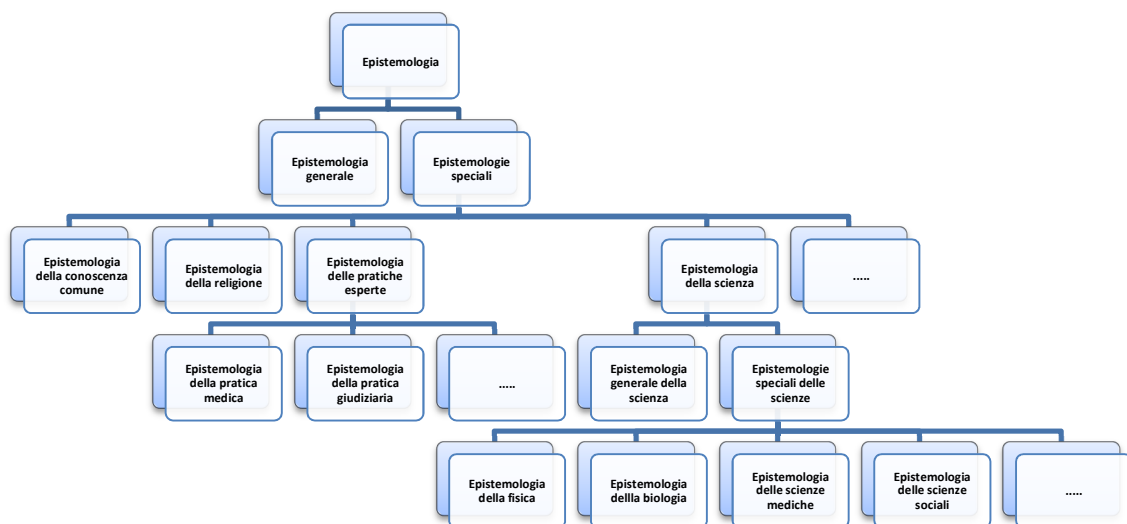 Epistemologia
Epistemologia
generale
Epistemologie
speciali
Epistemologia
della conoscenza
comune
Epistemologia
della religione
Epistemologia
delle pratiche
esperte
Epistemologia
della scienza
.....
Epistemologia
della pratica
medica
Epistemologia
della pratica
giudiziaria
.....
Epistemologia
generale della
scienza
Epistemologie
speciali delle
scienze
Epistemologia
della fisica
Epistemologia
dellla biologia
Epistemologia
delle scienze
mediche
Epistemologia
delle scienze
sociali
.....